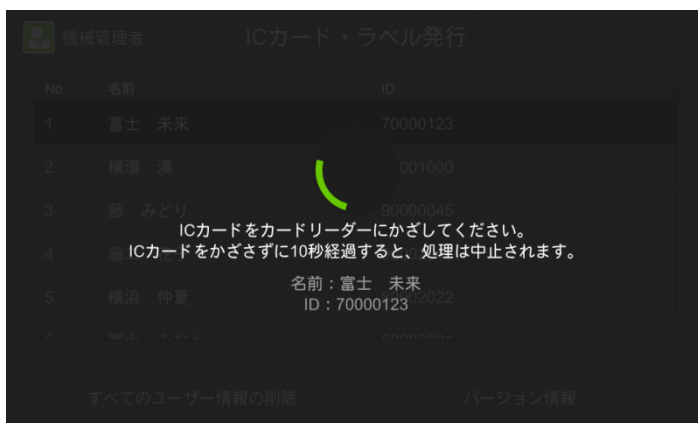 機械管理者
ICカード・ラベル発行
No. 名前 ID
1 富士 未来 70000123
2 横濱 湊 001000
3 藤 みどり 90000045
4
5 横浜 仲夏 2022
ICカードをカードリーダーにかざしてください。
ICカードをかざさずに10秒経過すると、処理は中止されます。
名前：富士 未来
ID：70000123
すべてのユーザー情報の削除
バージョン情報